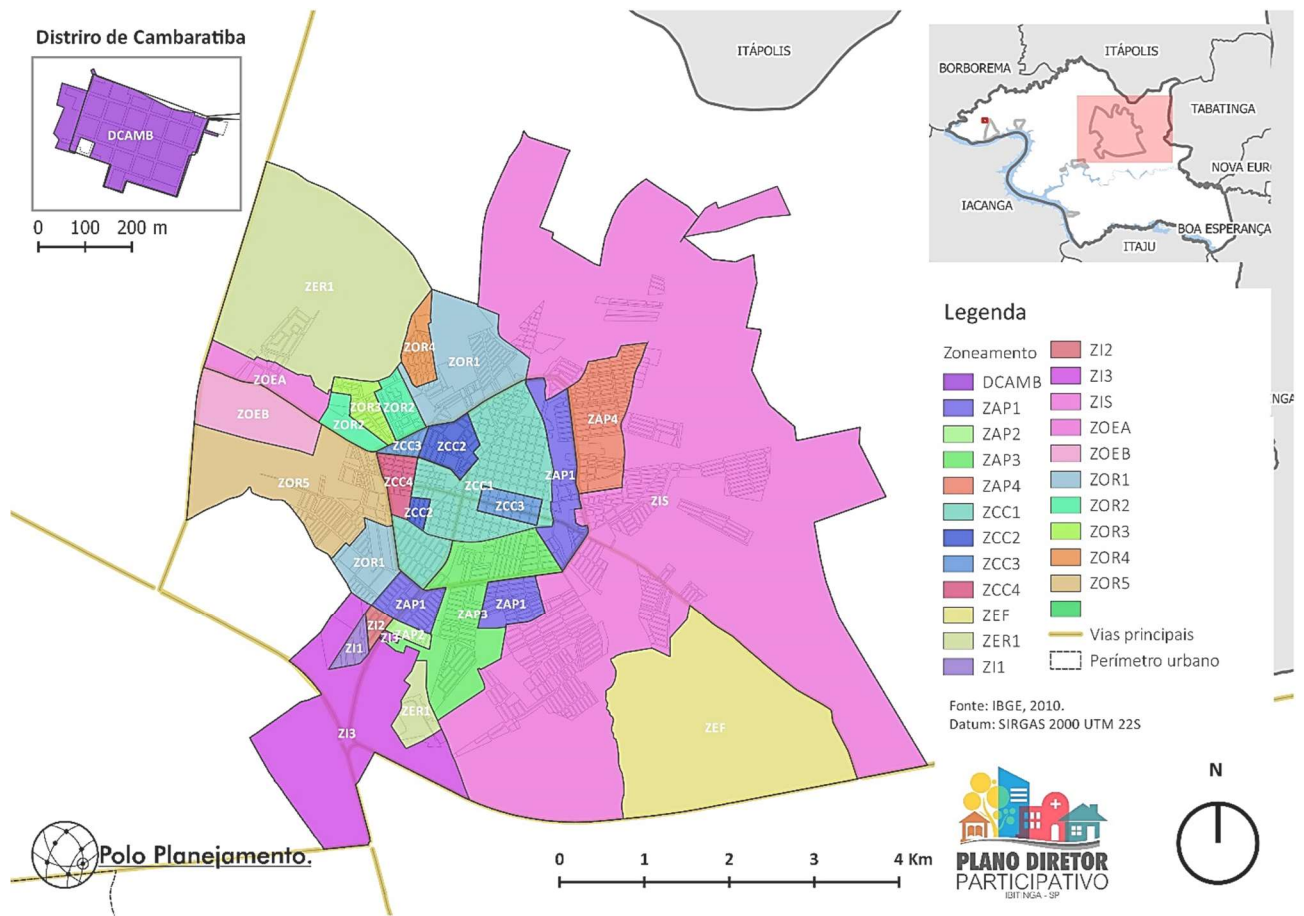 Distriro de Cambaratiba
DCAMB
0 100 200 m
ITÁPOLIS
ITÁPOLIS
BORBOREMA
TABATINGA
NOVA EUR
IACANGA
BOA ESPERANÇA
ITAJU
NGA
ZER1
ZOR4
ZOR1
ZOEA
ZOR3
ZOR2
ZOEB
ZOR2
ZAP4
ZCC3
ZCC2
ZAP1
ZOR5
ZCC4
ZCC1
ZIS
ZCC2
ZCC3
ZOR1
ZAP1
ZAP1
ZAP3
ZI2
ZI3
ZAP2
ZI1
ZER1
ZI3
ZEF
Legenda
Zoneamento
DCAMB
ZAP1
ZAP2
ZAP3
ZAP4
ZCC1
ZCC2
ZCC3
ZCC4
ZEF
ZER1
ZI1
ZI2
ZI3
ZIS
ZOEA
ZOEB
ZOR1
ZOR2
ZOR3
ZOR4
ZOR5
Vias principais
Perímetro urbano
Fonte: IBGE, 2010.
Datum: SIRGAS 2000 UTM 22S
Polo Planejamento.
0 1 2 3 4 Km
PLANO DIRETOR
PARTICIPATIVO
IBITINGA - SP
N